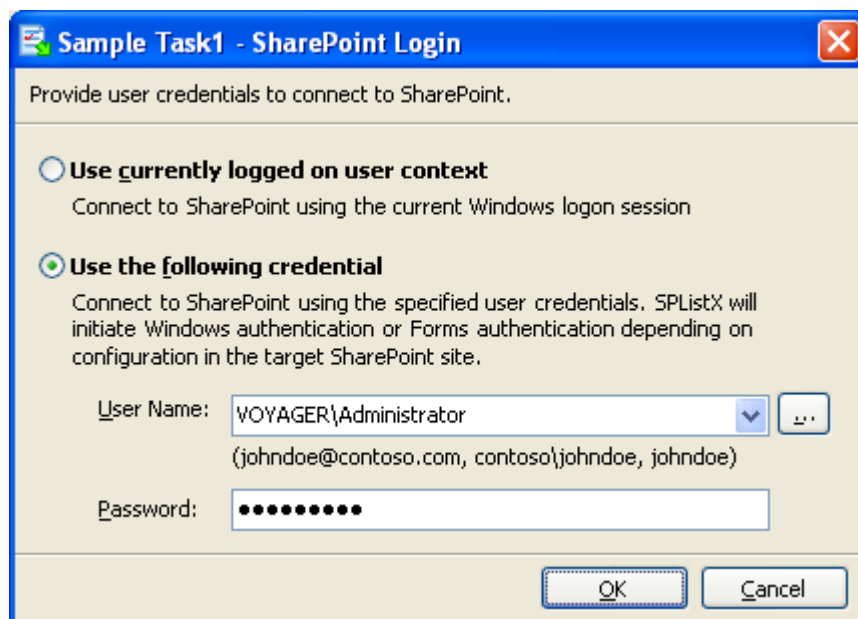 Sample Task1 - SharePoint Login
Provide user credentials to connect to SharePoint.
Use currently logged on user context
Connect to SharePoint using the current Windows logon session
Use the following credential
Connect to SharePoint using the specified user credentials. SPListX will
initiate Windows authentication or Forms authentication depending on
configuration in the target SharePoint site.
User Name: VOYAGER\Administrator ...
(johndoe@contoso.com, contoso\johndoe, johndoe)
Password: ●●●●●●●●●
OK Cancel